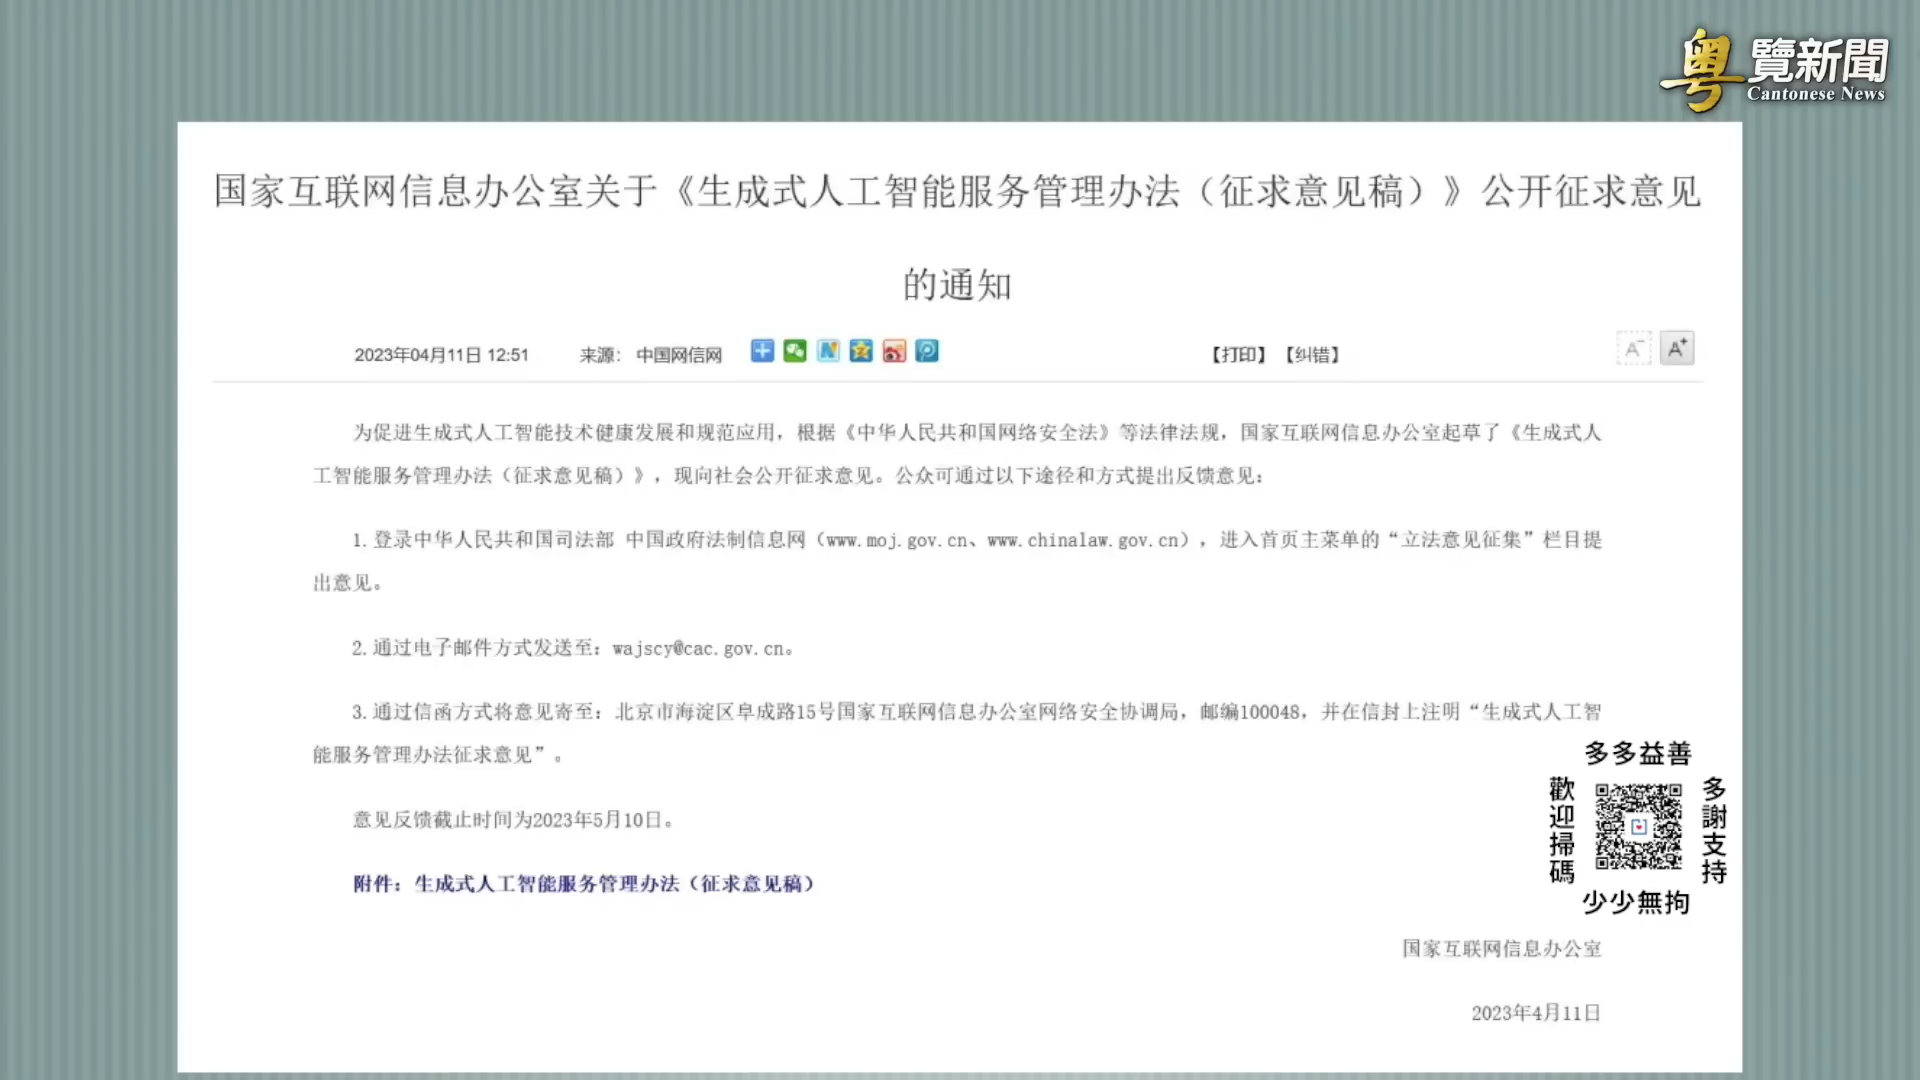 粤覽新聞
Cantonese News
国家互联网信息办公室关于《生成式人工智能服务管理办法（征求意见稿）》公开征求意见
的通知
2023年04月11日 12:51 来源： 中国网信网 【打印】 【纠错】 A- A+
为促进生成式人工智能技术健康发展和规范应用，根据《中华人民共和国网络安全法》等法律法规，国家互联网信息办公室起草了《生成式人
工智能服务管理办法（征求意见稿）》，现向社会公开征求意见。公众可通过以下途径和方式提出反馈意见：
1. 登录中华人民共和国司法部 中国政府法制信息网（www.moj.gov.cn、www.chinalaw.gov.cn），进入首页主菜单的“立法意见征集”栏目提
出意见。
2. 通过电子邮件方式发送至：wajscy@cac.gov.cn。
3. 通过信函方式将意见寄至：北京市海淀区阜成路15号国家互联网信息办公室网络安全协调局，邮编100048，并在信封上注明“生成式人工智
能服务管理办法征求意见”。
意见反馈截止时间为2023年5月10日。
附件：生成式人工智能服务管理办法（征求意见稿）
国家互联网信息办公室
2023年4月11日
多多益善
歡迎掃碼
多謝支持
少少無拘